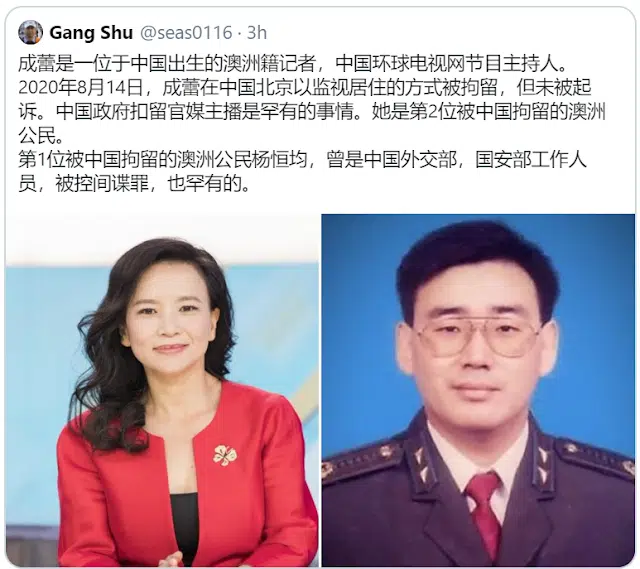 Gang Shu @seas0116 · 3h
成蕾是一位于中国出生的澳洲籍记者，中国环球电视网节目主持人。
2020年8月14日，成蕾在中国北京以监视居住的方式被拘留，但未被起
诉。中国政府扣留官媒主播是罕有的事情。她是第2位被中国拘留的澳洲
公民。
第1位被中国拘留的澳洲公民杨恒均，曾是中国外交部，国安部工作人
员，被控间谍罪，也罕有的。